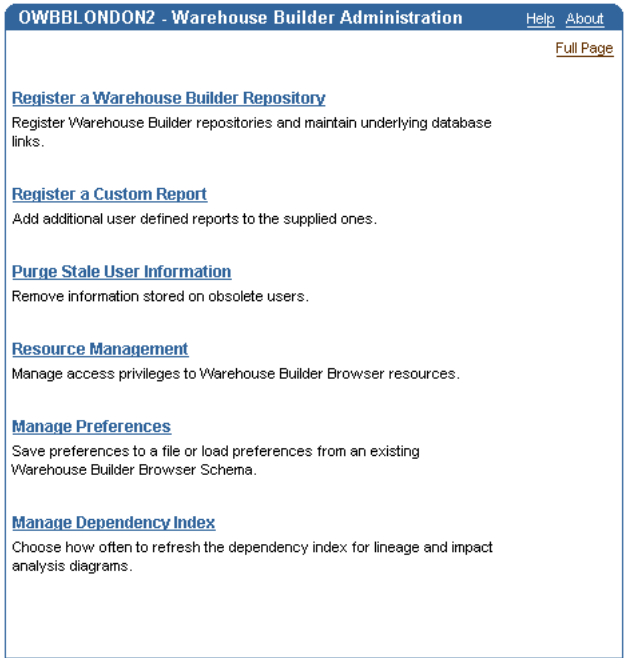 OWBBLONDON2 - Warehouse Builder Administration Help About
Full Page
Register a Warehouse Builder Repository
Register Warehouse Builder repositories and maintain underlying database
links.
Register a Custom Report
Add additional user defined reports to the supplied ones.
Purge Stale User Information
Remove information stored on obsolete users.
Resource Management
Manage access privileges to Warehouse Builder Browser resources.
Manage Preferences
Save preferences to a file or load preferences from an existing
Warehouse Builder Browser Schema.
Manage Dependency Index
Choose how often to refresh the dependency index for lineage and impact
analysis diagrams.